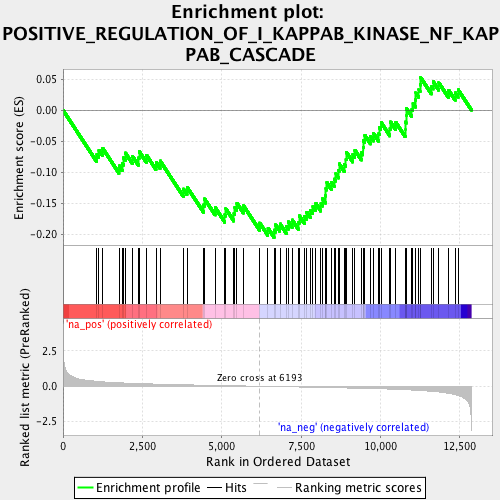 Enrichment plot:
POSITIVE_REGULATION_OF_I_KAPPAB_KINASE_NF_KAP
PAB_CASCADE
Enrichment score (ES)
0.05
0.00
-0.05
-0.10
-0.15
-0.20
'na_pos' (positively correlated)
Ranked list metric (PreRanked)
2.5
0.0
-2.5
Zero cross at 6193
'na_neg' (negatively correlated)
0
2,500
5,000
7,500
10,000
12,500
Rank in Ordered Dataset
Enrichment profile
Hits
Ranking metric scores